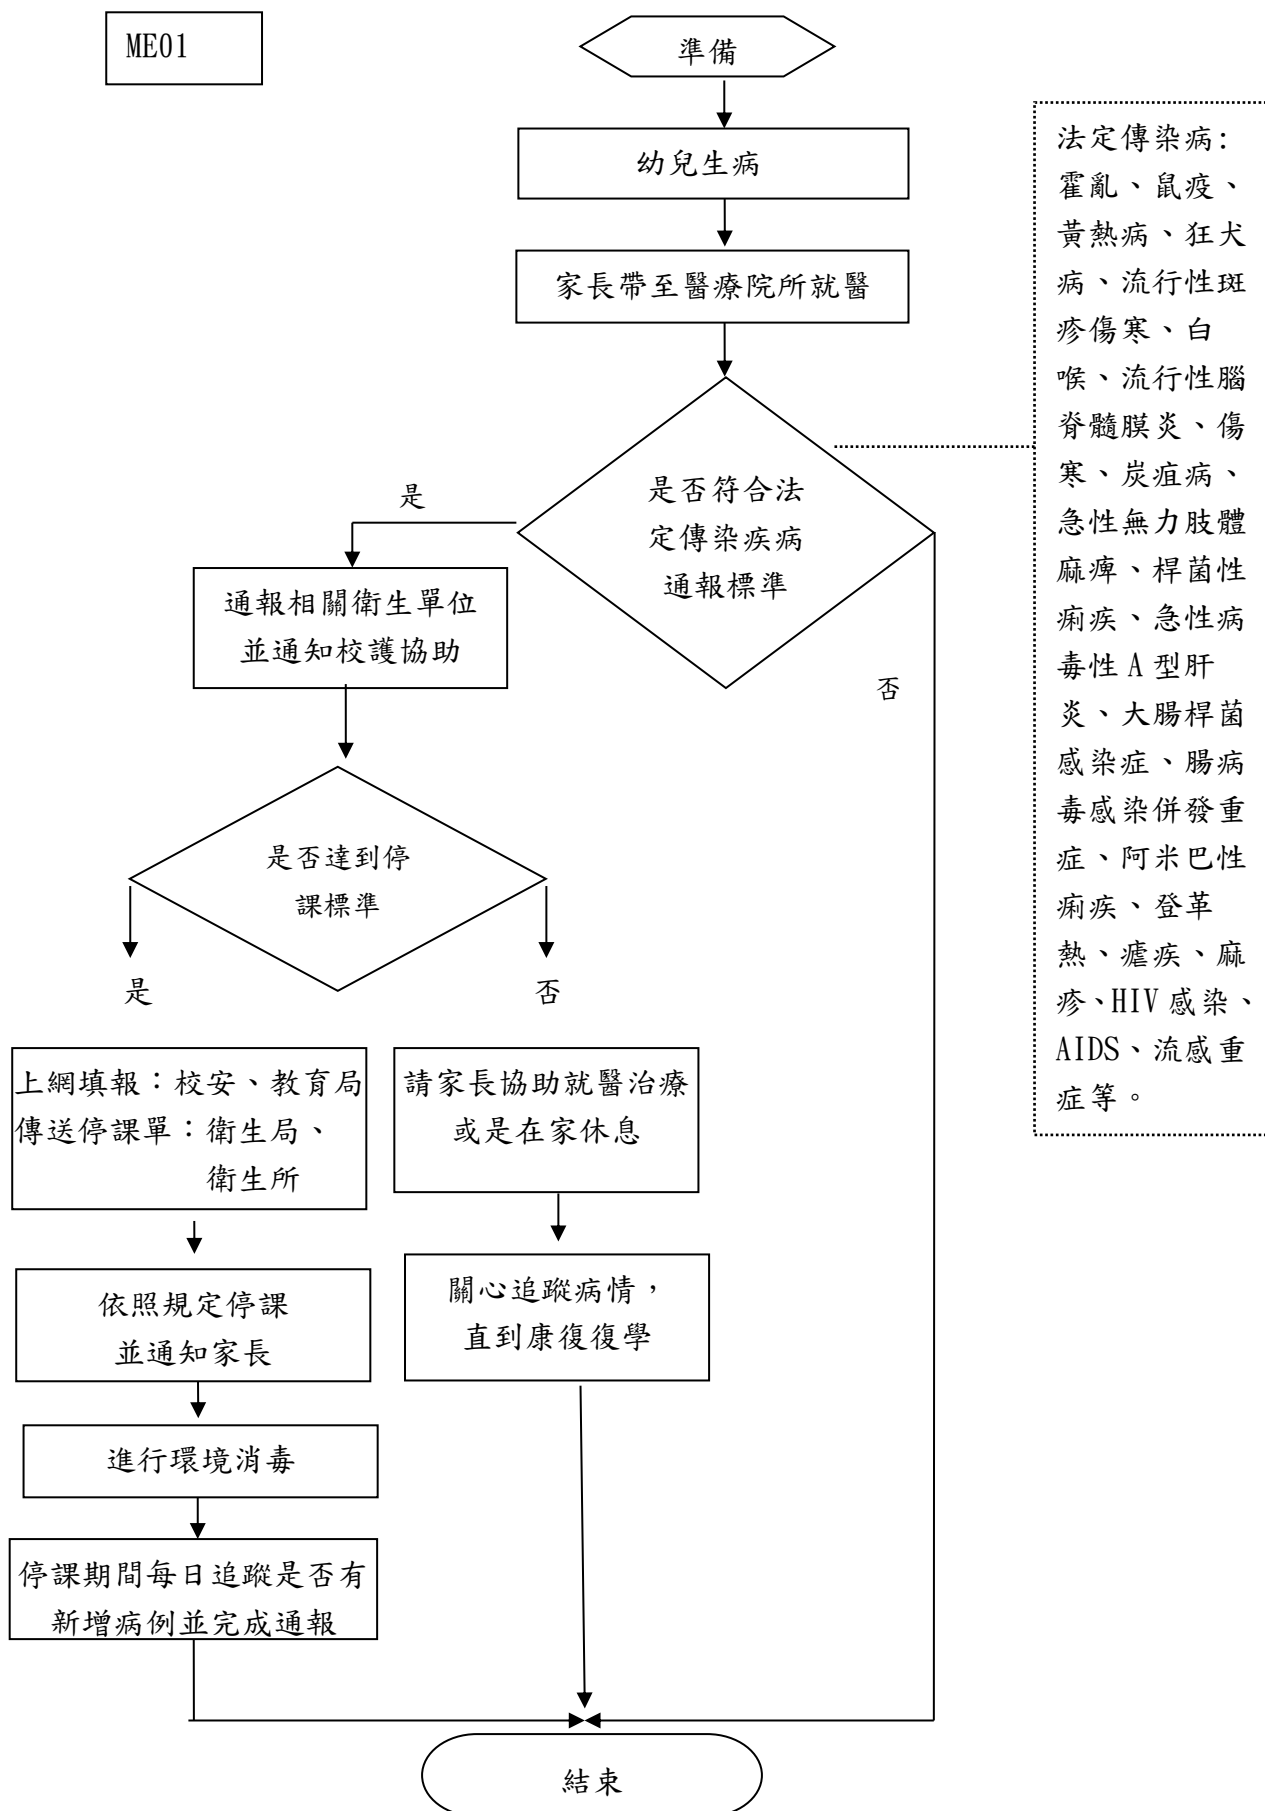 ME01
準備
幼兒生病
家長帶至醫療院所就醫
是否符合法
定傳染疾病
通報標準
是
否
通報相關衛生單位
並通知校護協助
是否達到停
課標準
是
否
上網填報：校安、教育局
傳送停課單：衛生局、
衛生所
請家長協助就醫治療
或是在家休息
依照規定停課
並通知家長
關心追蹤病情，
直到康復復學
進行環境消毒
停課期間每日追蹤是否有
新增病例並完成通報
結束
法定傳染病:
霍亂、鼠疫、
黃熱病、狂犬
病、流行性斑
疹傷寒、白
喉、流行性腦
脊髓膜炎、傷
寒、炭疽病、
急性無力肢體
麻痺、桿菌性
痢疾、急性病
毒性 A 型肝
炎、大腸桿菌
感染症、腸病
毒感染併發重
症、阿米巴性
痢疾、登革
熱、瘧疾、麻
疹、HIV 感染、
AIDS、流感重
症等。